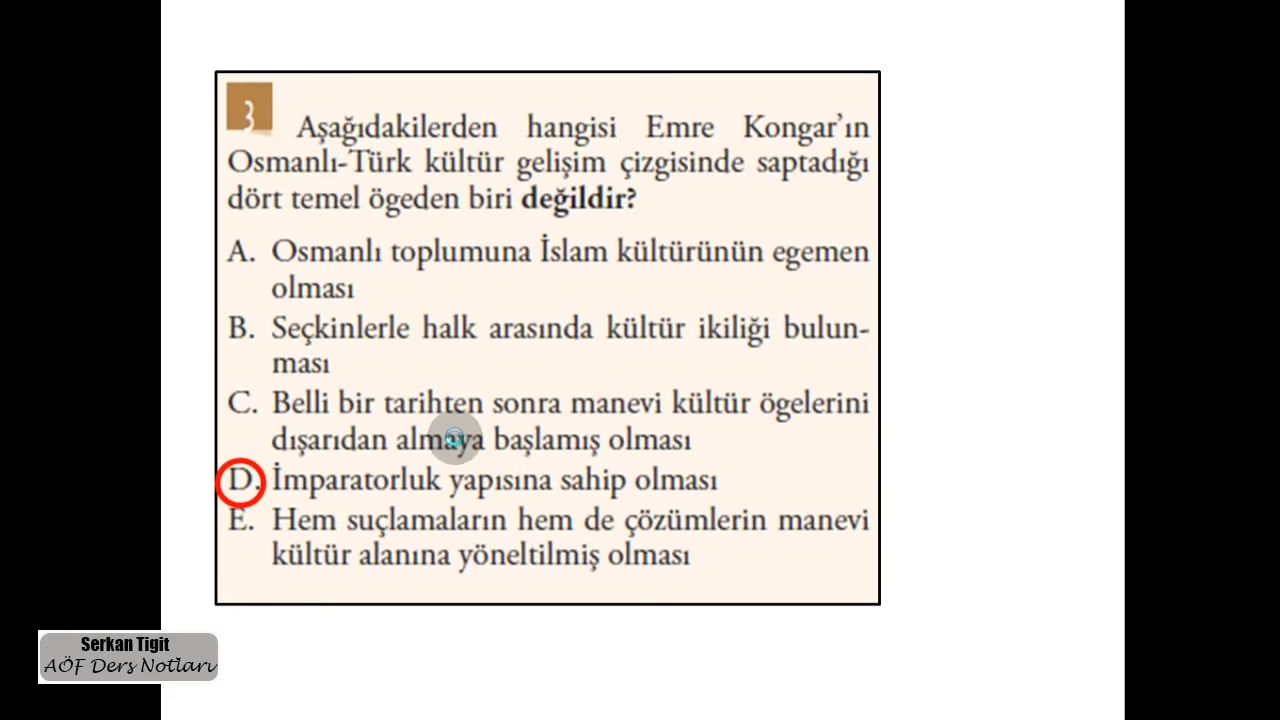 3
Aşağıdakilerden hangisi Emre Kongar’ın
Osmanlı-Türk kültür gelişim çizgisinde saptadığı
dört temel ögeden biri değildir?
A. Osmanlı toplumuna İslam kültürünün egemen
olması
B. Seçkinlerle halk arasında kültür ikiliği bulun-
ması
C. Belli bir tarihten sonra manevi kültür ögelerini
dışarıdan almaya başlamış olması
D. İmparatorluk yapısına sahip olması
E. Hem suçlamaların hem de çözümlerin manevi
kültür alanına yöneltilmiş olması
Serkan Tigit
AÖF Ders Notları